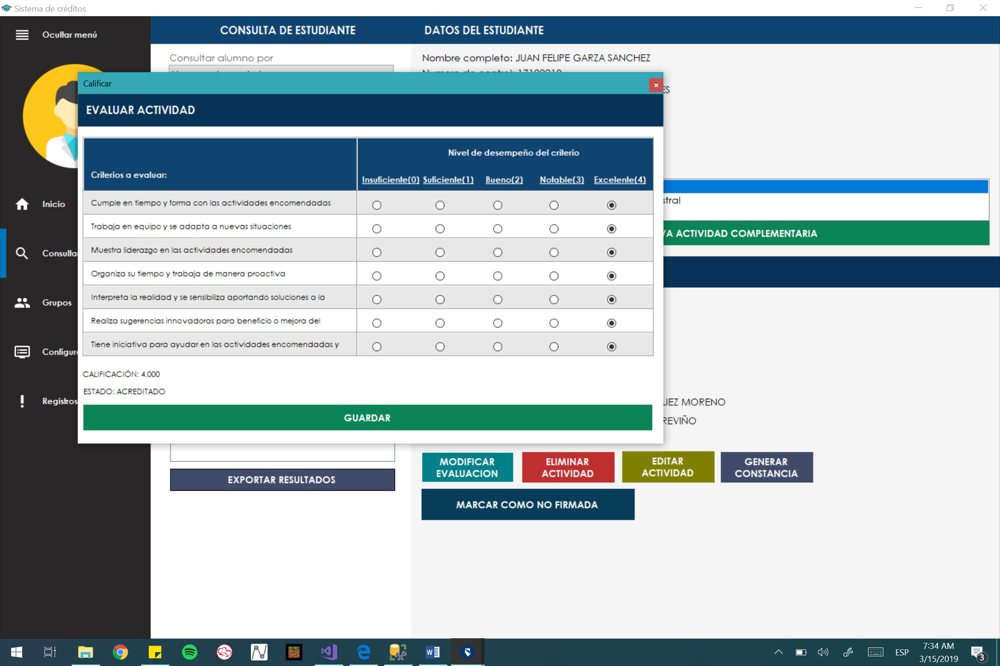 Sistema de créditos
Ocultar menú
CONSULTA DE ESTUDIANTE
DATOS DEL ESTUDIANTE
Consultar alumno por
Nombre completo: JUAN FELIPE GARZA SANCHEZ
Calificar
ES
EVALUAR ACTIVIDAD
Criterios a evaluar:
Nivel de desempeño del criterio
Insuficiente(0) Suficiente(1) Bueno(2) Notable(3) Excelente(4)
Cumple en tiempo y forma con las actividades encomendadas
Trabaja en equipo y se adapta a nuevas situaciones
Muestra liderazgo en las actividades encomendadas
Organiza su tiempo y trabaja de manera proactiva
Interpreta la realidad y se sensibiliza aportando soluciones a la
Realiza sugerencias innovadoras para beneficio o mejora del
Tiene iniciativa para ayudar en las actividades encomendadas y
CALIFICACIÓN: 4.000
ESTADO: ACREDITADO
GUARDAR
Inicio
Consultar
Grupos
Configura
Registros
stral
VA ACTIVIDAD COMPLEMENTARIA
UEZ MORENO
REVIÑO
EXPORTAR RESULTADOS
MODIFICAR
EVALUACION
ELIMINAR
ACTIVIDAD
EDITAR
ACTIVIDAD
GENERAR
CONSTANCIA
MARCAR COMO NO FIRMADA
ESP
7:34 AM
3/15/2019
3